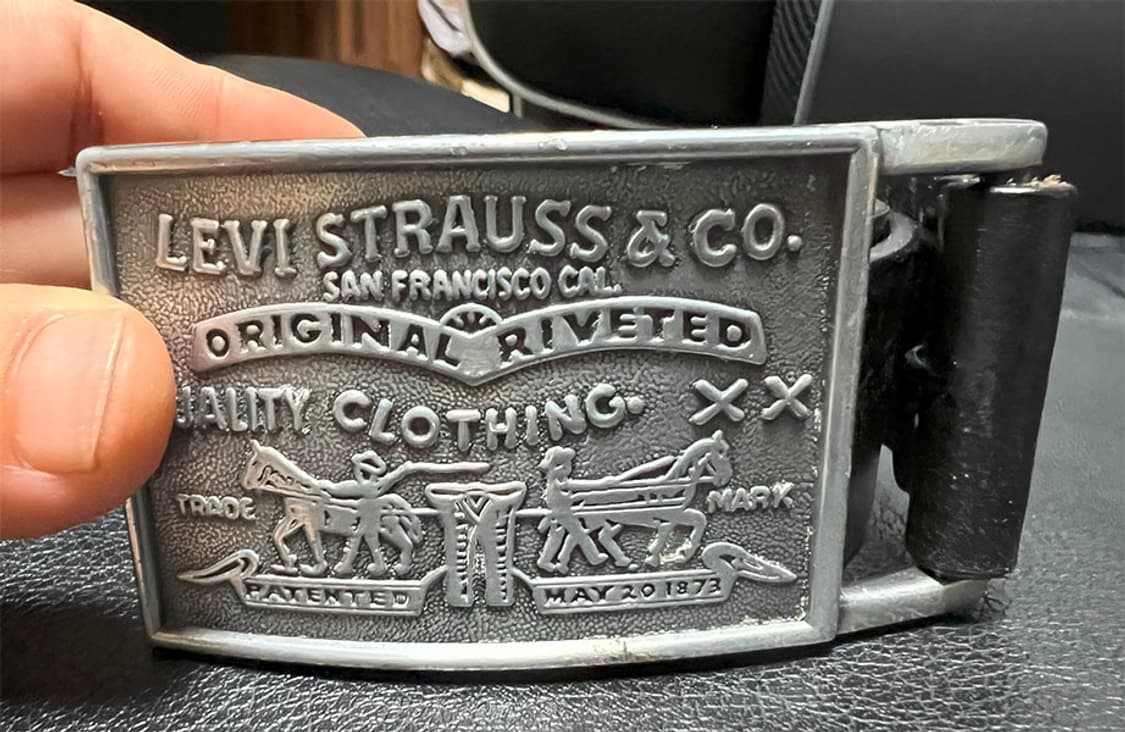 LEVI STRAUSS & CO.
SAN FRANCISCO CAL.
ORIGINAL RIVETED
UALITY CLOTHING. XX
TRADE MARK
PATENTED MAY 20 1873